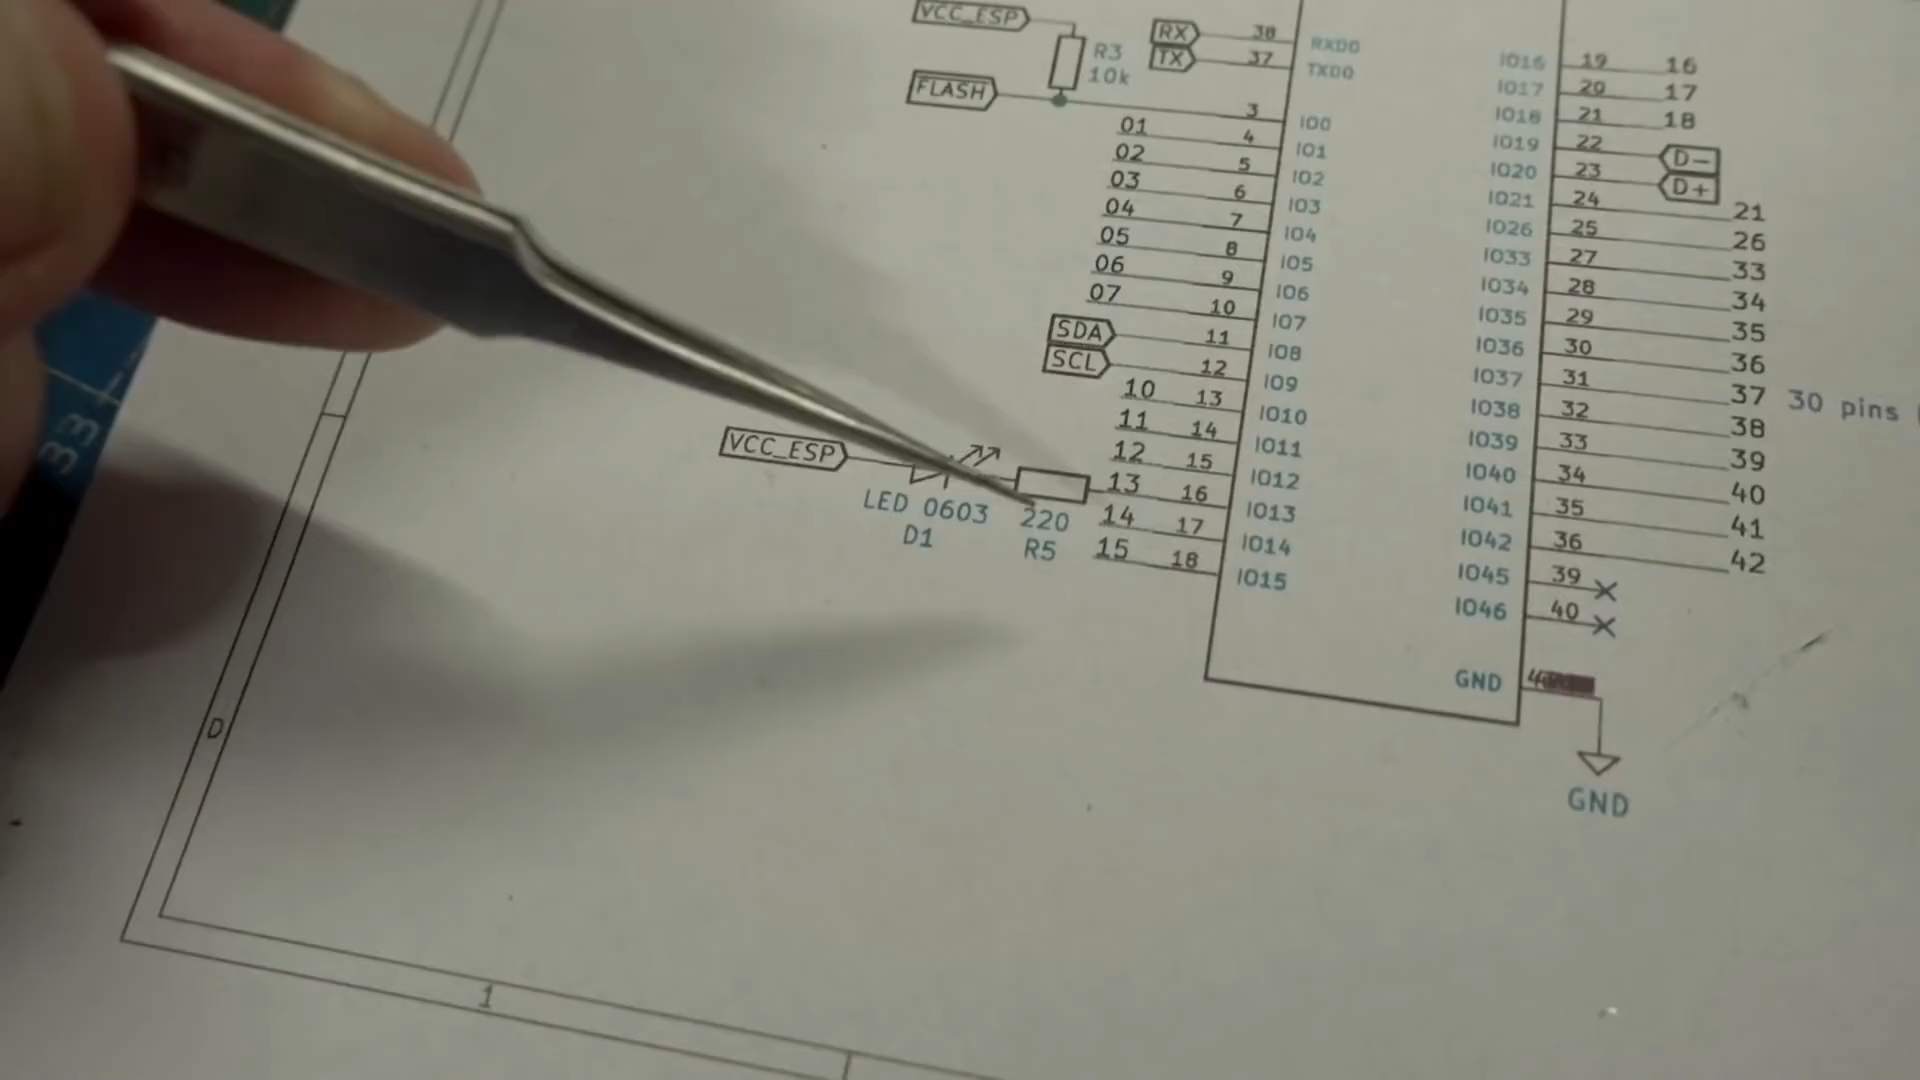 VCC_ESP
R3
10k
FLASH
RX 38 RXD0
TX 37 TXD0
3 IO0
01 4 IO1
02 5 IO2
03 6 IO3
04 7 IO4
05 8 IO5
06 9 IO6
07 10 IO7
SDA 11 IO8
SCL 12 IO9
10 13 IO10
11 14 IO11
12 15 IO12
13 16 IO13
14 17 IO14
15 18 IO15
VCC_ESP
LED 0603
D1
220
R5
IO16 19 16
IO17 20 17
IO18 21 18
IO19 22 D-
IO20 23 D+
IO21 24 21
IO26 25 26
IO33 27 33
IO34 28 34
IO35 29 35
IO36 30 36
IO37 31 37
30 pins
IO38 32 38
IO39 33 39
IO40 34 40
IO41 35 41
IO42 36 42
IO45 39
IO46 40
GND
GND
33
D
1